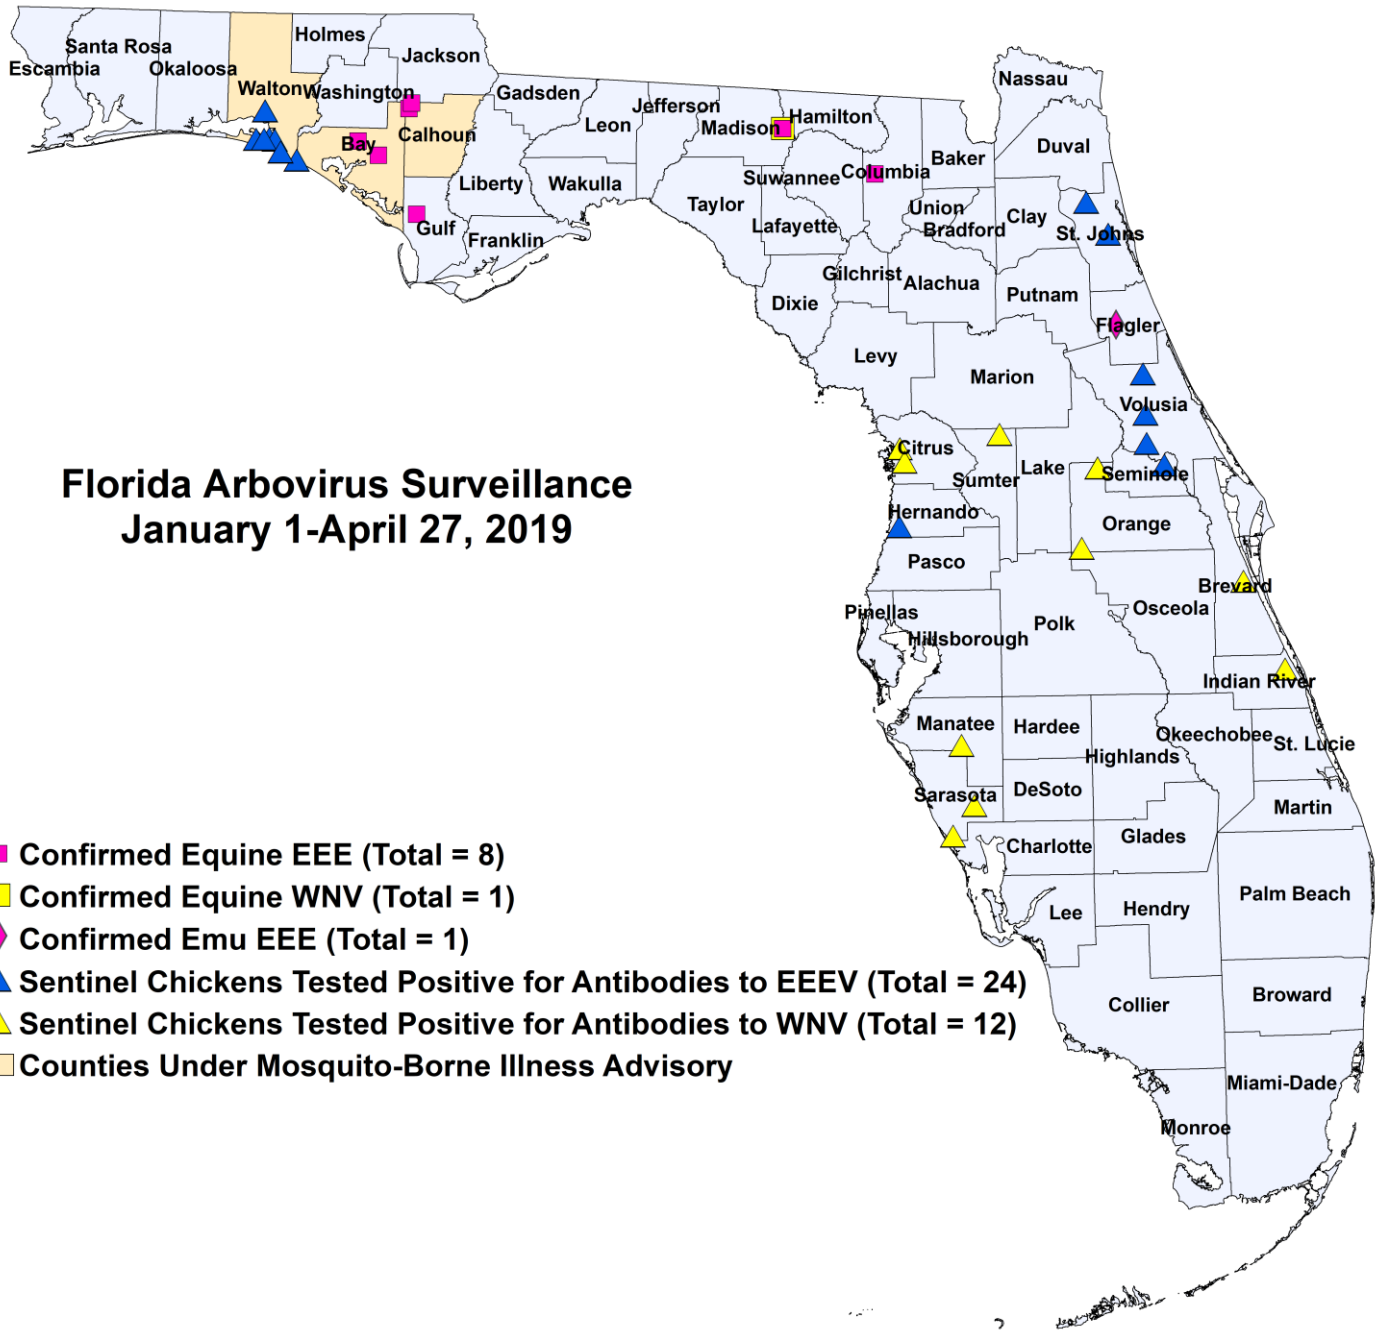 Holmes
Jackson
Santa Rosa
Escambia
Okaloosa
Walton
Washington
Gadsden
Nassau
Jefferson
Leon
Madison
Hamilton
Calhoun
Bay
Duval
Baker
Columbia
Suwannee
Liberty
Wakulla
Taylor
Union
Lafayette
Clay
Bradford
St. Johns
Gulf
Franklin
Gilchrist
Alachua
Putnam
Dixie
Flagler
Levy
Marion
Volusia
Citrus
Lake
Sumter
Seminole
Florida Arbovirus Surveillance
January 1-April 27, 2019
Hernando
Orange
Pasco
Brevard
Pinellas
Osceola
Polk
Hillsborough
Indian River
Manatee
Hardee
Okeechobee
St. Lucie
Highlands
Sarasota
DeSoto
Martin
Charlotte
Glades
Palm Beach
Lee
Hendry
Broward
Collier
Miami-Dade
Monroe
Confirmed Equine EEE (Total = 8)
Confirmed Equine WNV (Total = 1)
Confirmed Emu EEE (Total = 1)
Sentinel Chickens Tested Positive for Antibodies to EEEV (Total = 24)
Sentinel Chickens Tested Positive for Antibodies to WNV (Total = 12)
Counties Under Mosquito-Borne Illness Advisory